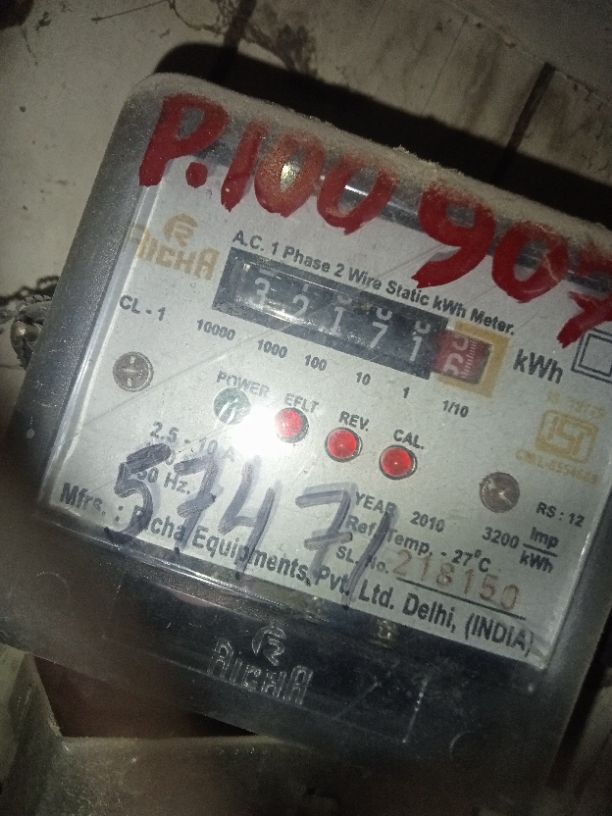 P.100 907
RICHA
A.C. 1 Phase 2 Wire Static kWh Meter.
3 2 1 7 1
kWh
CL - 1
10000 1000 100 10 1 1/10
POWER EFLT REV. CAL.
2.5 - 10 A
Hz.
57471
YEAR 2010
RS : 12
Ref. Temp. - 27°C
3200 Imp/kWh
SL. No. 218150
Mfrs. : Richa Equipments Pvt. Ltd. Delhi, (INDIA)
RICHA